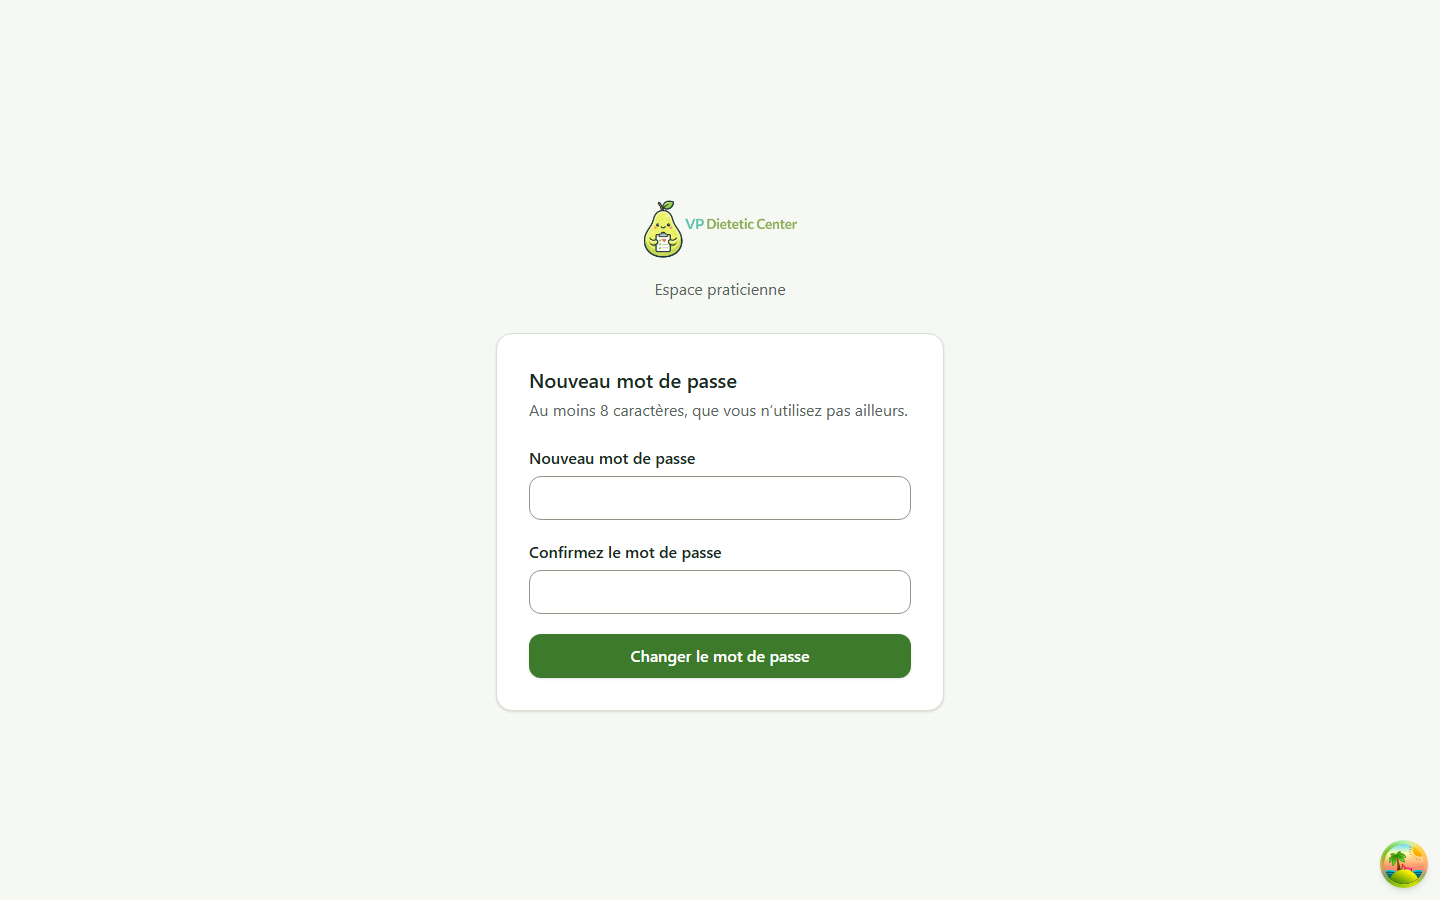 VP Dietetic Center
Espace praticienne
Nouveau mot de passe
Au moins 8 caractères, que vous n’utilisez pas ailleurs.
Nouveau mot de passe
Confirmez le mot de passe
Changer le mot de passe